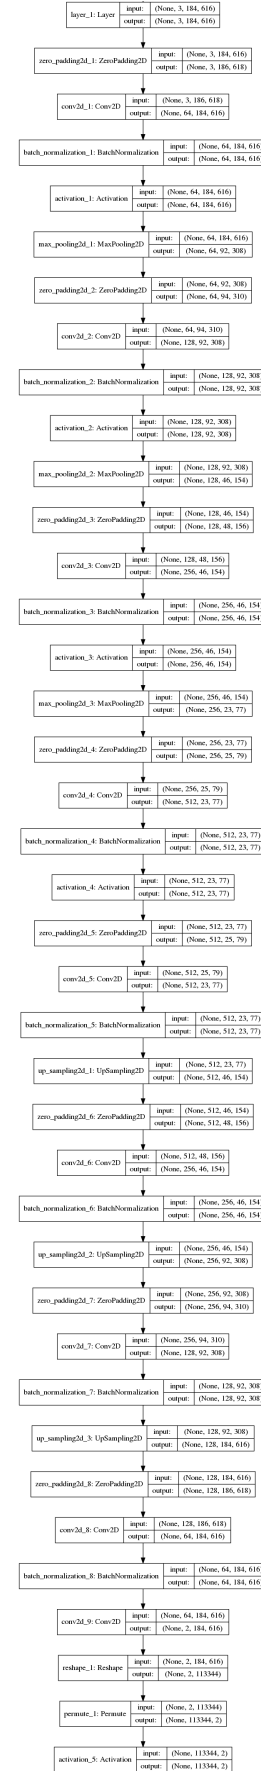 layer_1: Layer input: (None, 3, 184, 616)
output: (None, 3, 184, 616)
zero_padding2d_1: ZeroPadding2D input: (None, 3, 184, 616)
output: (None, 3, 186, 618)
conv2d_1: Conv2D input: (None, 3, 186, 618)
output: (None, 64, 184, 616)
batch_normalization_1: BatchNormalization input: (None, 64, 184, 616
output: (None, 64, 184, 616
activation_1: Activation input: (None, 64, 184, 616)
output: (None, 64, 184, 616)
max_pooling2d_1: MaxPooling2D input: (None, 64, 184, 616)
output: (None, 64, 92, 308)
zero_padding2d_2: ZeroPadding2D input: (None, 64, 92, 308)
output: (None, 64, 94, 310)
conv2d_2: Conv2D input: (None, 64, 94, 310)
output: (None, 128, 92, 308)
batch_normalization_2: BatchNormalization input: (None, 128, 92, 308
output: (None, 128, 92, 308
activation_2: Activation input: (None, 128, 92, 308)
output: (None, 128, 92, 308)
max_pooling2d_2: MaxPooling2D input: (None, 128, 92, 308)
output: (None, 128, 46, 154)
zero_padding2d_3: ZeroPadding2D input: (None, 128, 46, 154)
output: (None, 128, 48, 156)
conv2d_3: Conv2D input: (None, 128, 48, 156)
output: (None, 256, 46, 154)
batch_normalization_3: BatchNormalization input: (None, 256, 46, 154
output: (None, 256, 46, 154
activation_3: Activation input: (None, 256, 46, 154)
output: (None, 256, 46, 154)
max_pooling2d_3: MaxPooling2D input: (None, 256, 46, 154)
output: (None, 256, 23, 77)
zero_padding2d_4: ZeroPadding2D input: (None, 256, 23, 77)
output: (None, 256, 25, 79)
conv2d_4: Conv2D input: (None, 256, 25, 79)
output: (None, 512, 23, 77)
batch_normalization_4: BatchNormalization input: (None, 512, 23, 77)
output: (None, 512, 23, 77)
activation_4: Activation input: (None, 512, 23, 77)
output: (None, 512, 23, 77)
zero_padding2d_5: ZeroPadding2D input: (None, 512, 23, 77)
output: (None, 512, 25, 79)
conv2d_5: Conv2D input: (None, 512, 25, 79)
output: (None, 512, 23, 77)
batch_normalization_5: BatchNormalization input: (None, 512, 23, 77)
output: (None, 512, 23, 77)
up_sampling2d_1: UpSampling2D input: (None, 512, 23, 77)
output: (None, 512, 46, 154)
zero_padding2d_6: ZeroPadding2D input: (None, 512, 46, 154)
output: (None, 512, 48, 156)
conv2d_6: Conv2D input: (None, 512, 48, 156)
output: (None, 256, 46, 154)
batch_normalization_6: BatchNormalization input: (None, 256, 46, 154
output: (None, 256, 46, 154
up_sampling2d_2: UpSampling2D input: (None, 256, 46, 154)
output: (None, 256, 92, 308)
zero_padding2d_7: ZeroPadding2D input: (None, 256, 92, 308)
output: (None, 256, 94, 310)
conv2d_7: Conv2D input: (None, 256, 94, 310)
output: (None, 128, 92, 308)
batch_normalization_7: BatchNormalization input: (None, 128, 92, 308
output: (None, 128, 92, 308
up_sampling2d_3: UpSampling2D input: (None, 128, 92, 308)
output: (None, 128, 184, 616)
zero_padding2d_8: ZeroPadding2D input: (None, 128, 184, 616)
output: (None, 128, 186, 618)
conv2d_8: Conv2D input: (None, 128, 186, 618)
output: (None, 64, 184, 616)
batch_normalization_8: BatchNormalization input: (None, 64, 184, 616
output: (None, 64, 184, 616
conv2d_9: Conv2D input: (None, 64, 184, 616)
output: (None, 2, 184, 616)
reshape_1: Reshape input: (None, 2, 184, 616)
output: (None, 2, 113344)
permute_1: Permute input: (None, 2, 113344)
output: (None, 113344, 2)
activation_5: Activation input: (None, 113344, 2)
output: (None, 113344, 2)